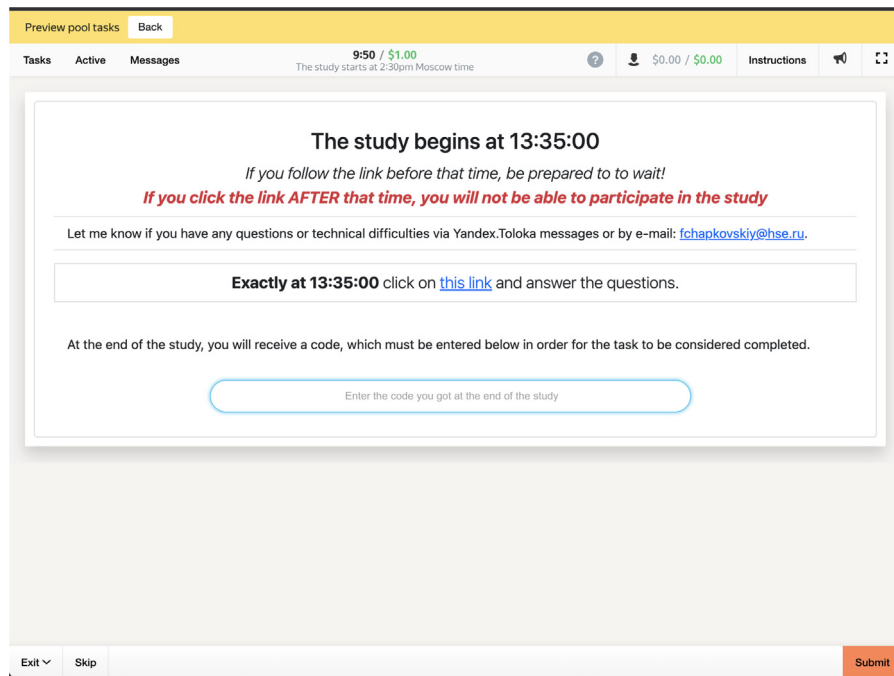 Preview pool tasks Back
Tasks Active Messages 9:50 / $1.00 ? $0.00 / $0.00 Instructions
The study starts at 2:30pm Moscow time
The study begins at 13:35:00
If you follow the link before that time, be prepared to to wait!
If you click the link AFTER that time, you will not be able to participate in the study
Let me know if you have any questions or technical difficulties via Yandex.Toloka messages or by e-mail: fchapkovskiy@hse.ru.
Exactly at 13:35:00 click on this link and answer the questions.
At the end of the study, you will receive a code, which must be entered below in order for the task to be considered completed.
Enter the code you got at the end of the study
Exit Skip Submit